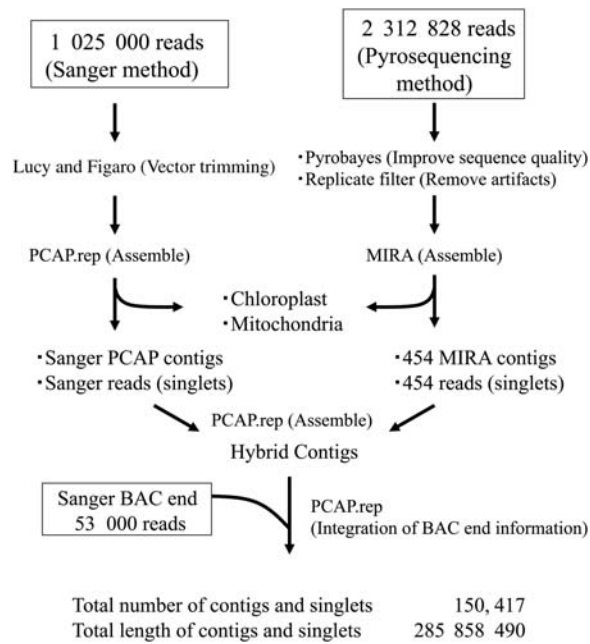 1 025 000 reads
(Sanger method)
2 312 828 reads
(Pyrosequencing
method)
Lucy and Figaro (Vector trimming)
・Pyrobayes (Improve sequence quality)
・Replicate filter (Remove artifacts)
PCAP.rep (Assemble)
MIRA (Assemble)
・Chloroplast
・Mitochondria
・Sanger PCAP contigs
・Sanger reads (singlets)
・454 MIRA contigs
・454 reads (singlets)
PCAP.rep (Assemble)
Hybrid Contigs
Sanger BAC end
53 000 reads
PCAP.rep
(Integration of BAC end information)
Total number of contigs and singlets 150, 417
Total length of contigs and singlets 285 858 490